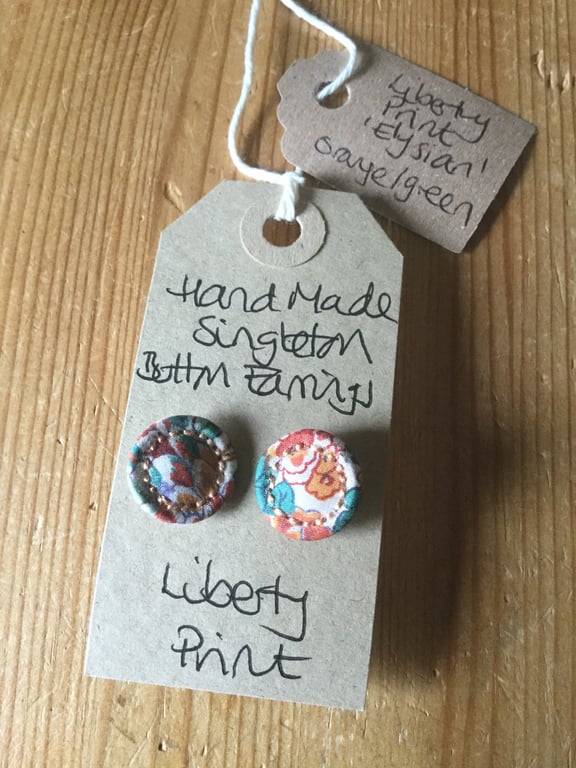 Liberty
Print
'Elysian'
orange/green
Hand Made
Singleton
Button Earrings
Liberty
Print